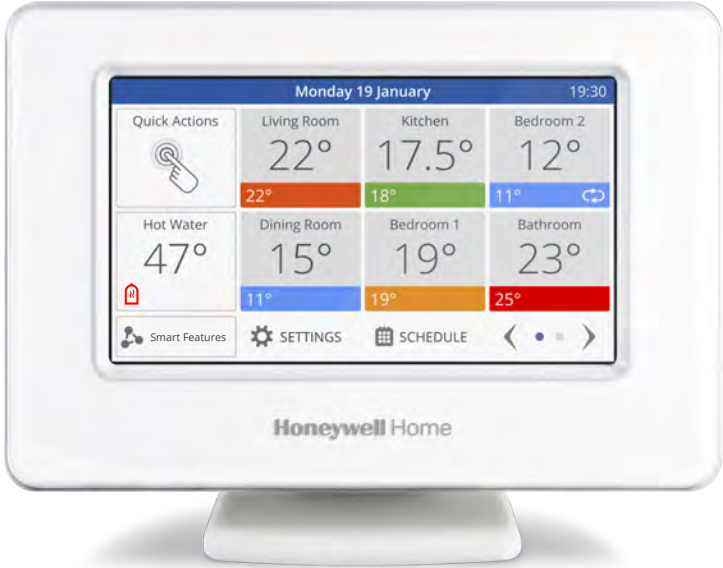 Monday 19 January 19:30
Quick Actions
Living Room
22°
22°
Kitchen
17.5°
18°
Bedroom 2
12°
11°
Hot Water
47°
Dining Room
15°
11°
Bedroom 1
19°
19°
Bathroom
23°
25°
Smart Features
SETTINGS
SCHEDULE
Honeywell Home